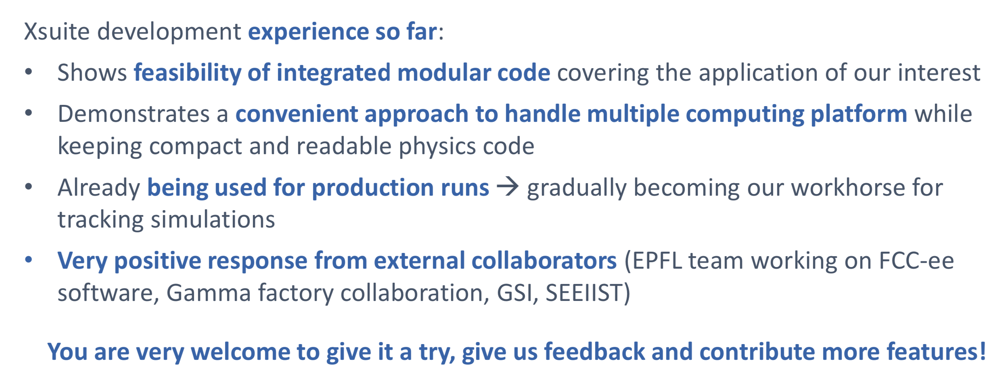 Xsuite development experience so far:
• Shows feasibility of integrated modular code covering the application of our interest
• Demonstrates a convenient approach to handle multiple computing platform while
keeping compact and readable physics code
• Already being used for production runs → gradually becoming our workhorse for
tracking simulations
• Very positive response from external collaborators (EPFL team working on FCC-ee
software, Gamma factory collaboration, GSI, SEEIIST)
You are very welcome to give it a try, give us feedback and contribute more features!